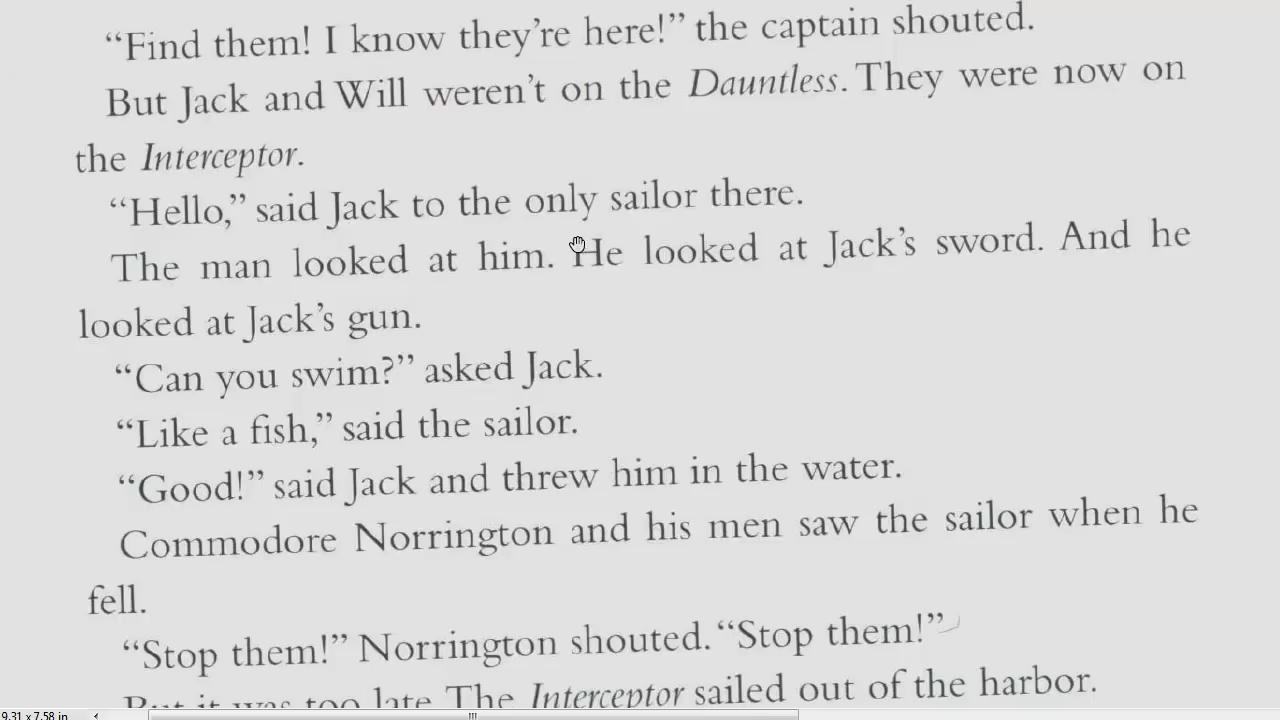 “Find them! I know they’re here!” the captain shouted.
But Jack and Will weren’t on the Dauntless. They were now on
the Interceptor.
“Hello,” said Jack to the only sailor there.
The man looked at him. He looked at Jack’s sword. And he
looked at Jack’s gun.
“Can you swim?” asked Jack.
“Like a fish,” said the sailor.
“Good!” said Jack and threw him in the water.
Commodore Norrington and his men saw the sailor when he
fell.
“Stop them!” Norrington shouted. “Stop them!”
But it was too late. The Interceptor sailed out of the harbor.
9.31 x 7.58 in